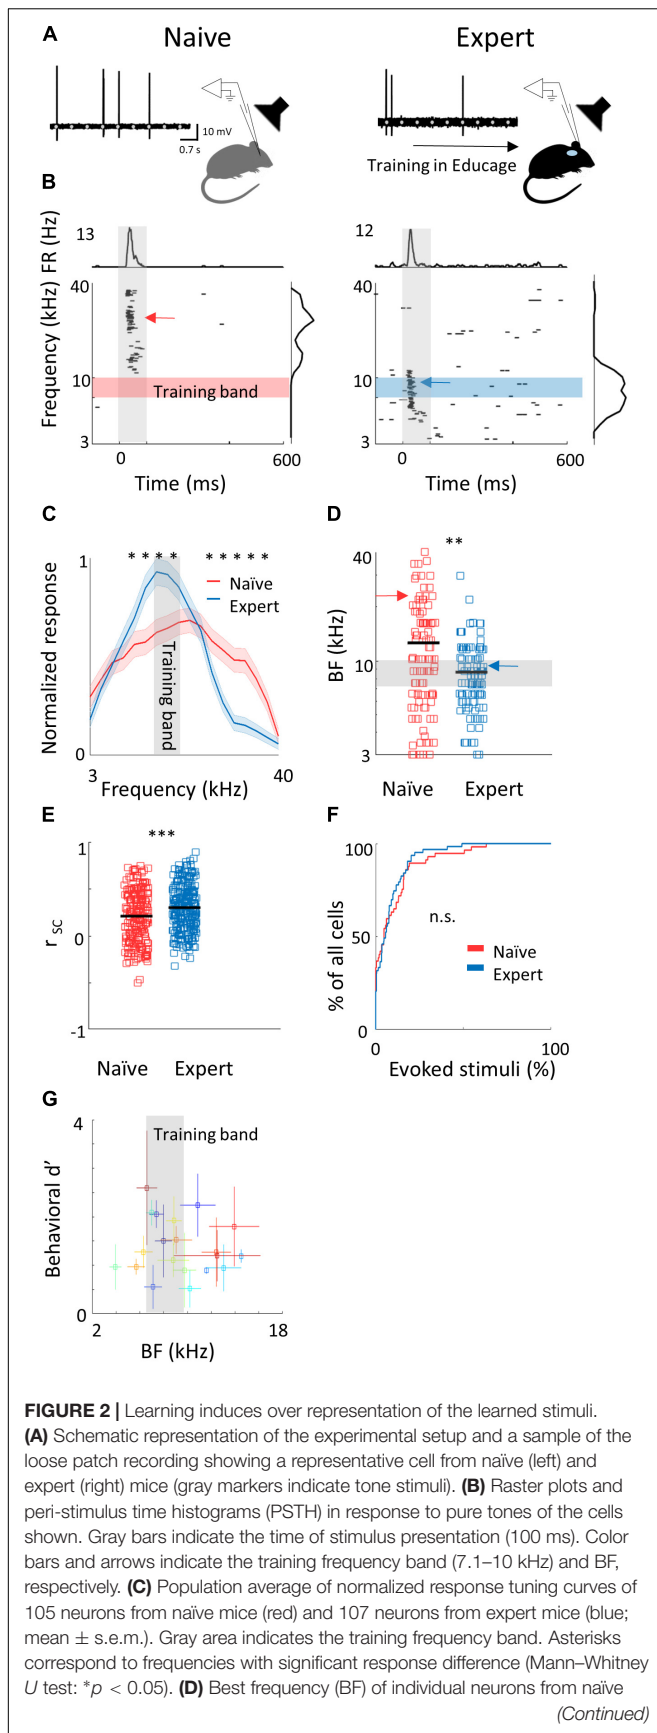 A
Naive
Expert
10 mV
0.7 s
Training in Educage
B
13
FR (Hz)
12
40
Frequency (kHz)
10
Training band
3
0
600
Time (ms)
40
10
3
0
600
Time (ms)
C
* * * *
* * * * *
1
Naïve
Expert
Normalized response
Training band
0
3
40
Frequency (kHz)
D
**
40
BF (kHz)
10
3
Naïve
Expert
E
***
1
r SC
0
-1
Naïve
Expert
F
100
% of all cells
n.s.
50
Naïve
Expert
0
0
100
Evoked stimuli (%)
G
4
Training band
Behavioral d'
0
2
18
BF (kHz)
FIGURE 2 | Learning induces over representation of the learned stimuli.
(A) Schematic representation of the experimental setup and a sample of the
loose patch recording showing a representative cell from naïve (left) and
expert (right) mice (gray markers indicate tone stimuli). (B) Raster plots and
peri-stimulus time histograms (PSTH) in response to pure tones of the cells
shown. Gray bars indicate the time of stimulus presentation (100 ms). Color
bars and arrows indicate the training frequency band (7.1–10 kHz) and BF,
respectively. (C) Population average of normalized response tuning curves of
105 neurons from naïve mice (red) and 107 neurons from expert mice (blue;
mean ± s.e.m.). Gray area indicates the training frequency band. Asterisks
correspond to frequencies with significant response difference (Mann–Whitney
U test: *p < 0.05). (D) Best frequency (BF) of individual neurons from naïve
(Continued)